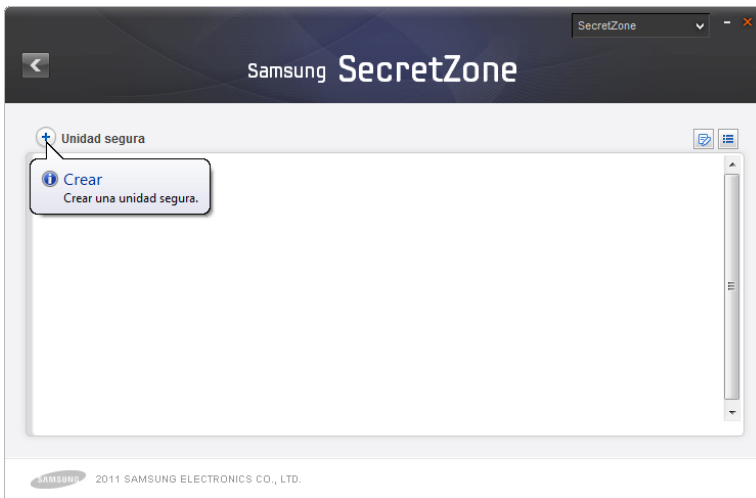 SecretZone
Samsung SecretZone
Unidad segura
Crear
Crear una unidad segura.
SAMSUNG 2011 SAMSUNG ELECTRONICS CO., LTD.